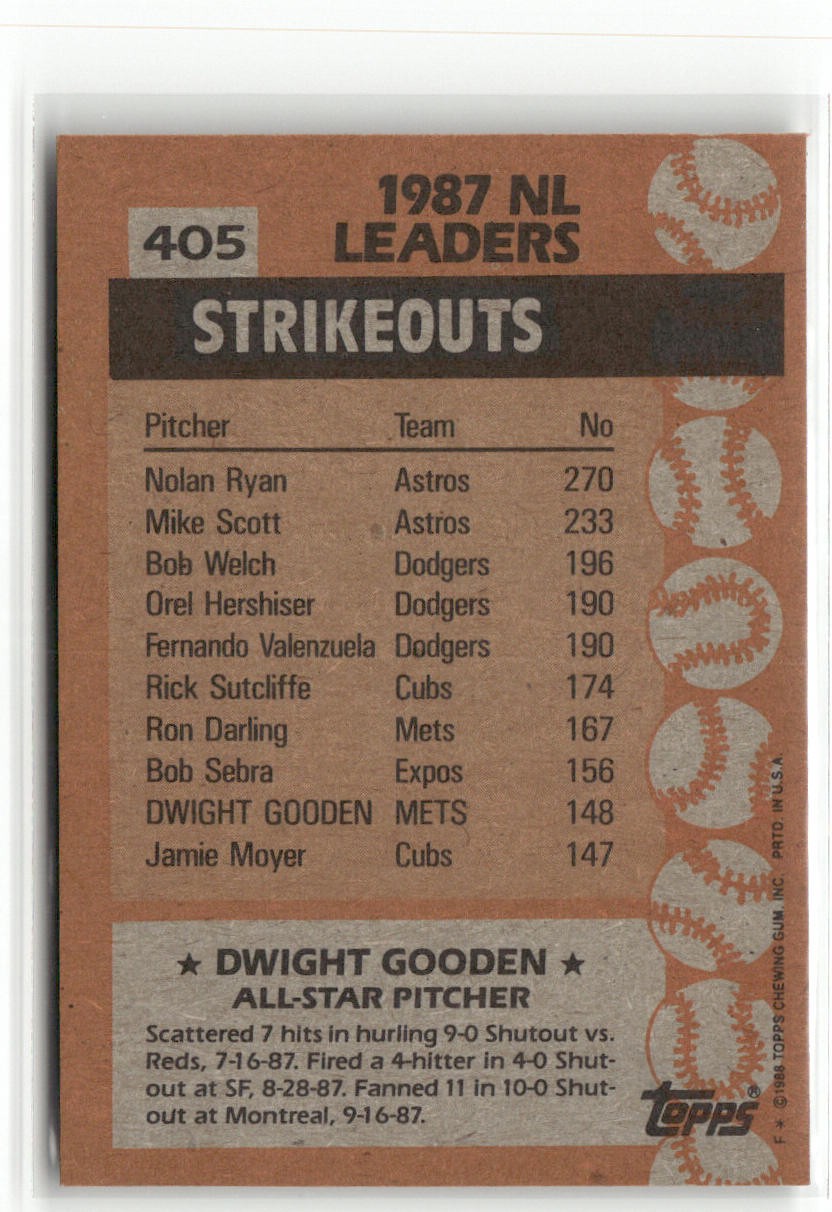 405
1987 NL
LEADERS
STRIKEOUTS
Pitcher Team No
Nolan Ryan Astros 270
Mike Scott Astros 233
Bob Welch Dodgers 196
Orel Hershiser Dodgers 190
Fernando Valenzuela Dodgers 190
Rick Sutcliffe Cubs 174
Ron Darling Mets 167
Bob Sebra Expos 156
DWIGHT GOODEN METS 148
Jamie Moyer Cubs 147
★ DWIGHT GOODEN ★
ALL-STAR PITCHER
Scattered 7 hits in hurling 9-0 Shutout vs.
Reds, 7-16-87. Fired a 4-hitter in 4-0 Shut-
out at SF, 8-28-87. Fanned 11 in 10-0 Shut-
out at Montreal, 9-16-87.
topps®
F * ©1988 TOPPS CHEWING GUM, INC. PRTD. IN U.S.A.